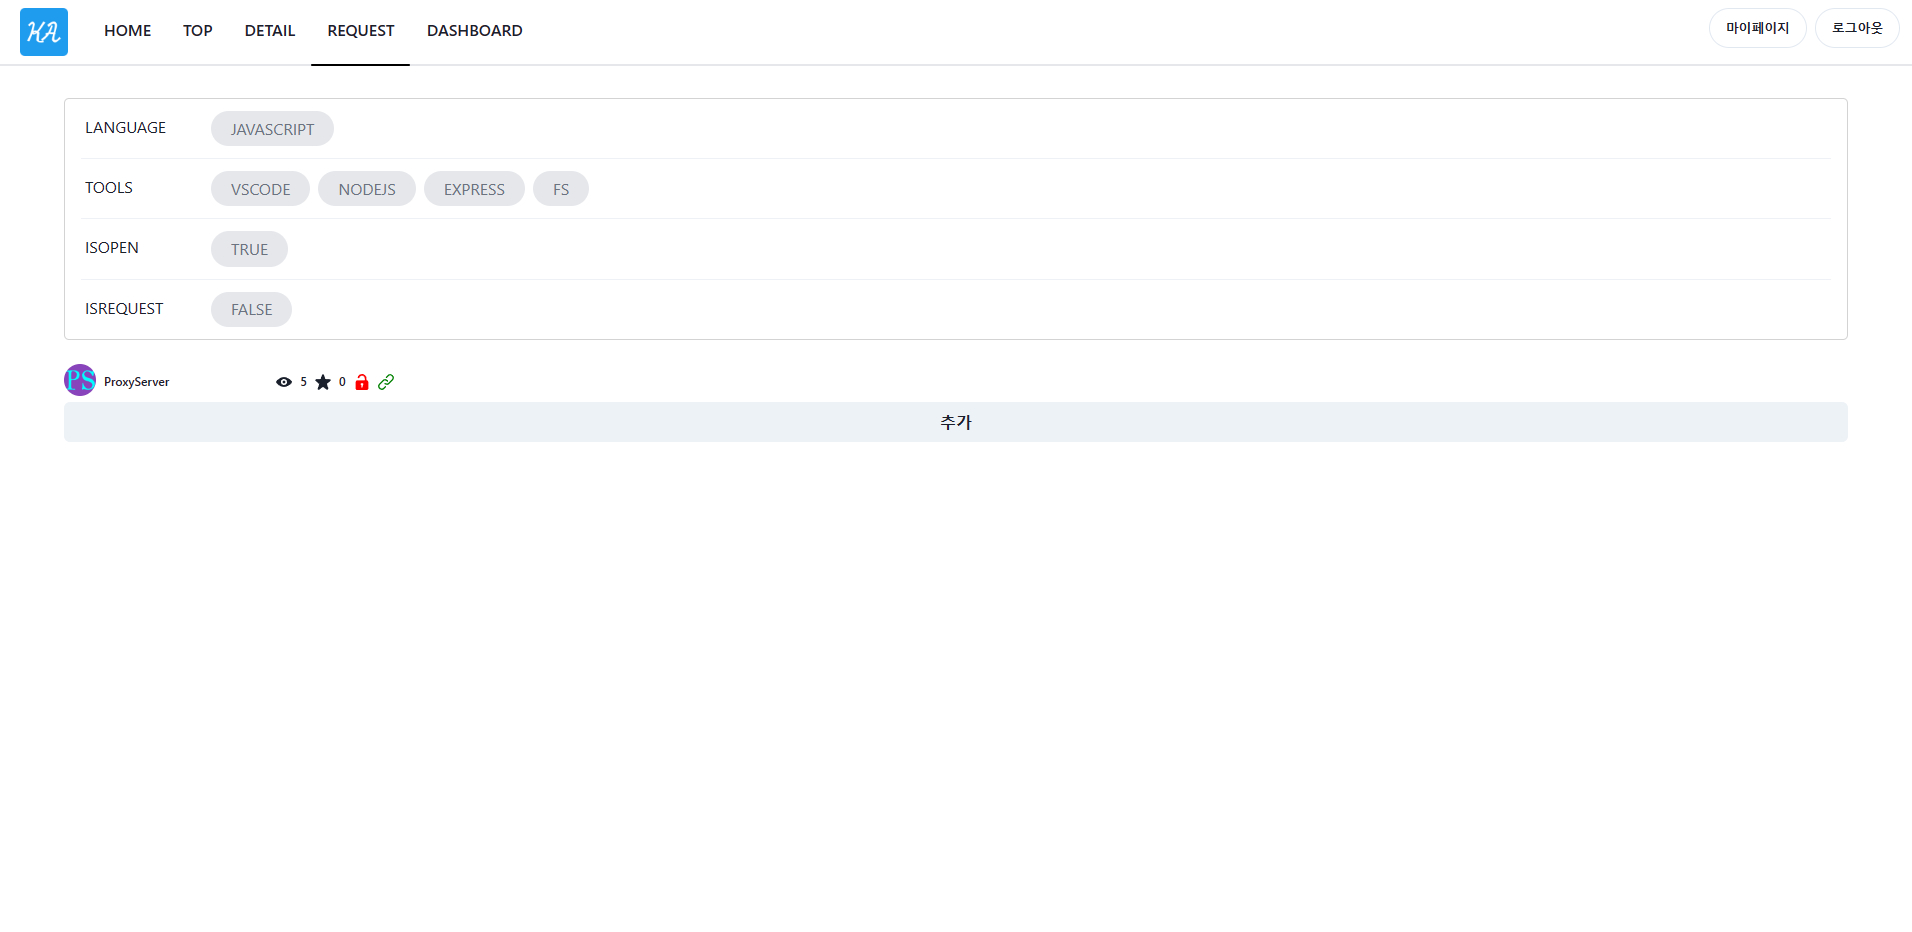 KA HOME TOP DETAIL REQUEST DASHBOARD 마이페이지 로그아웃
LANGUAGE JAVASCRIPT
TOOLS VSCODE NODEJS EXPRESS FS
ISOPEN TRUE
ISREQUEST FALSE
PS ProxyServer 5 0
추가